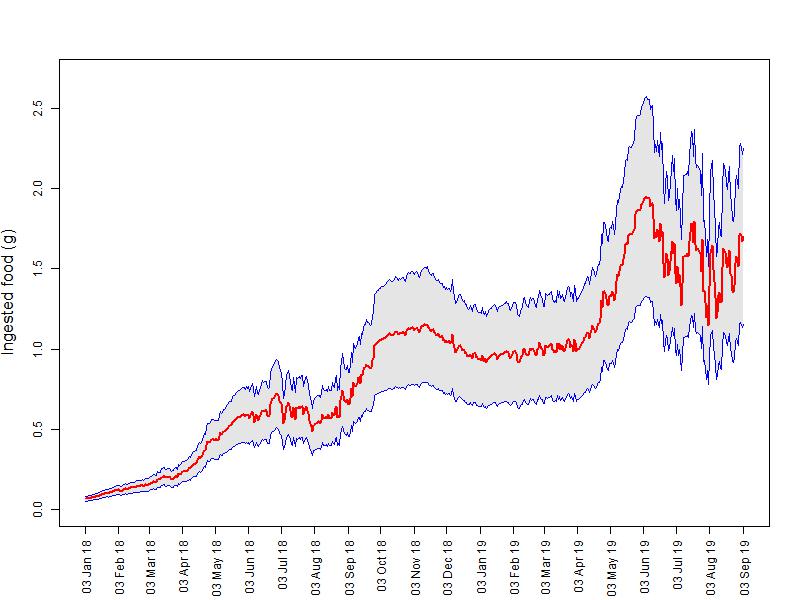 Ingested food (g)
2.5
2.0
1.5
1.0
0.5
0.0
03 Jan 18
03 Feb 18
03 Mar 18
03 Apr 18
03 May 18
03 Jun 18
03 Jul 18
03 Aug 18
03 Sep 18
03 Oct 18
03 Nov 18
03 Dec 18
03 Jan 19
03 Feb 19
03 Mar 19
03 Apr 19
03 May 19
03 Jun 19
03 Jul 19
03 Aug 19
03 Sep 19